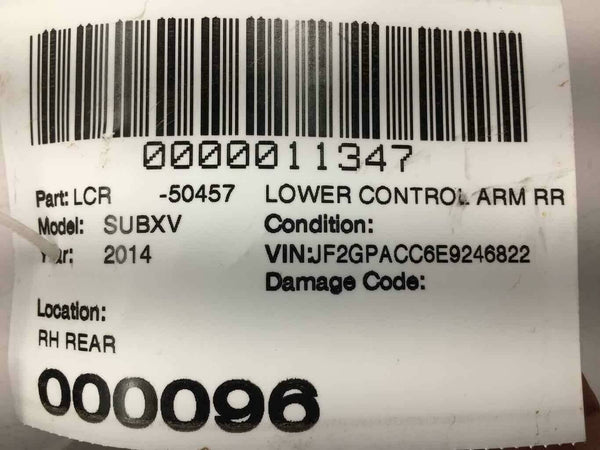 0000011347
Part: LCR -50457 LOWER CONTROL ARM RR
Model: SUBXV Condition:
Year: 2014 VIN:JF2GPACC6E9246822
Damage Code:
Location:
RH REAR
000096